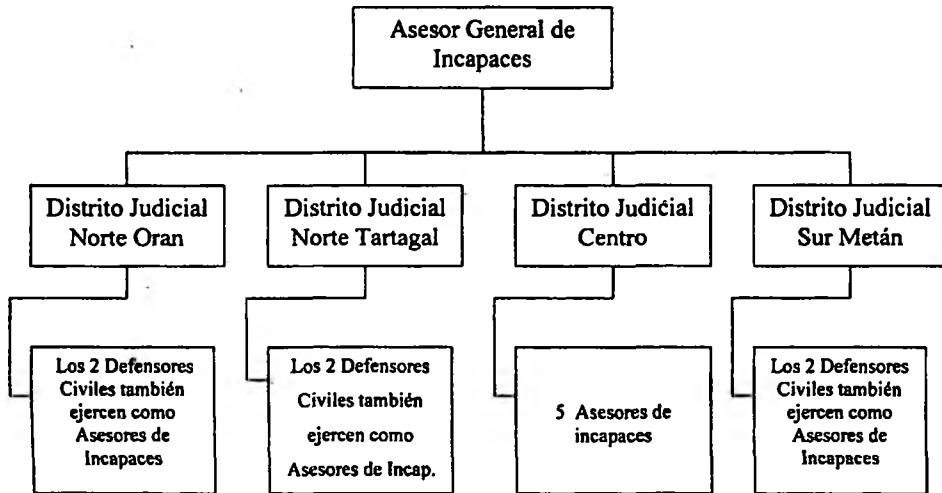 Asesor General de
Incapaces
Distrito Judicial
Norte Oran
Distrito Judicial
Norte Tartagal
Distrito Judicial
Centro
Distrito Judicial
Sur Metán
Los 2 Defensores
Civiles también
ejercen como
Asesores de
Incapaces
Los 2 Defensores
Civiles también
ejercen como
Asesores de Incap.
5 Asesores de
incapaces
Los 2 Defensores
Civiles también
ejercen como
Asesores de
Incapaces